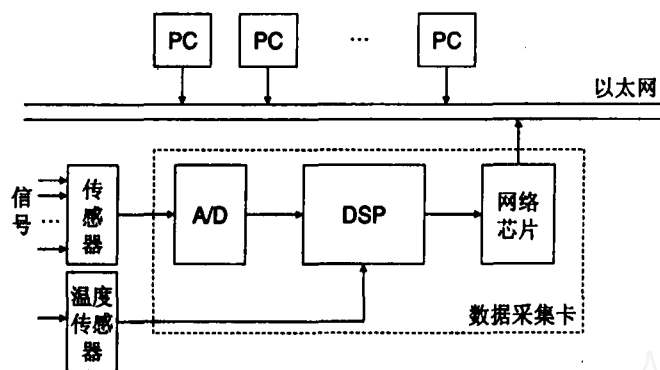 PC
PC
...
PC
以太网
信
号
...
传
感
器
A/D
DSP
网络
芯片
温度
传感
器
数据采集卡